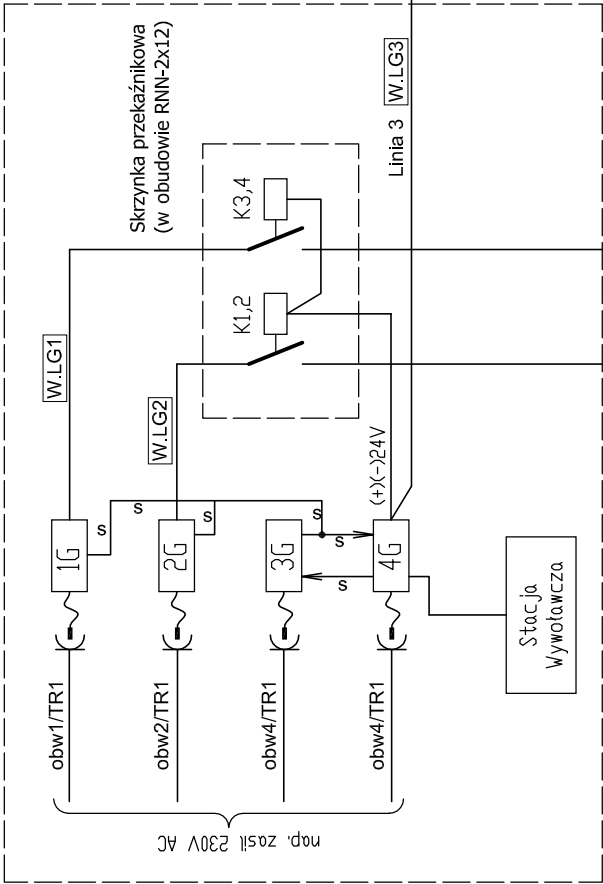 Skrzynka przekaźnikowa
(w obudowie RNN-2x12)
Linia 3
W.LG3
K3,4
K1,2
W.LG1
W.LG2
(+)(-)24V
s
s
s
s
s
s
1G
2G
3G
4G
Stacja
Wywoławcza
obw1/TR1
obw2/TR1
obw4/TR1
obw4/TR1
nap. zasil 230V AC